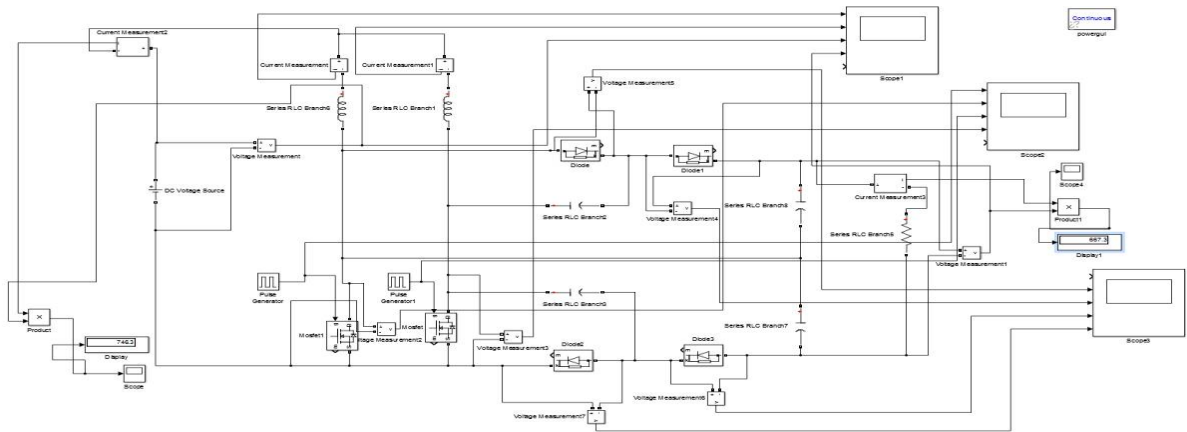 Continuous
powergui
Current Measurement2
Current Measurement
Current Measurement1
Scope1
Voltage Measurement5
Series RLC Branch6
Series RLC Branch1
Voltage Measurement
Diode
Diode1
Scope2
DC Voltage Source
Scope4
Current Measurement3
Product1
Series RLC Branch2
Voltage Measurement4
Series RLC Branch8
Series RLC Branch5
667.3
Display1
Voltage Measurement1
Pulse
Generator
Pulse
Generator1
Series RLC Branch3
Product
Mosfet1
Mosfet
Voltage Measurement3
Series RLC Branch7
746.3
Display
Diode2
Diode3
Scope
Voltage Measurement6
Voltage Measurement7